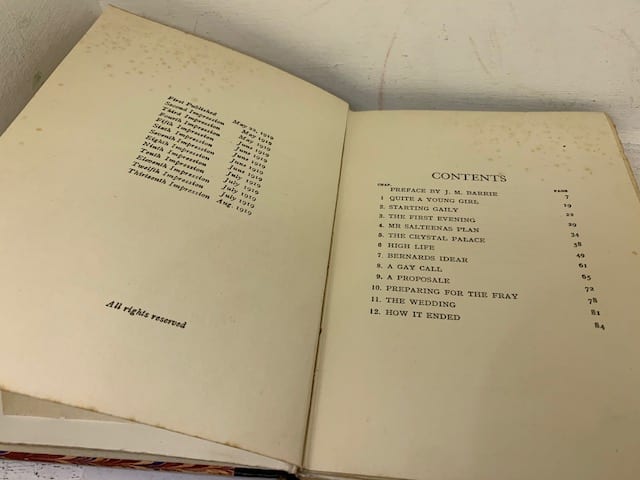 First Published May 22, 1919
Second Impression May 1919
Third Impression June 1919
Fourth Impression June 1919
Fifth Impression June 1919
Sixth Impression June 1919
Seventh Impression June 1919
Eighth Impression July 1919
Ninth Impression July 1919
Tenth Impression July 1919
Eleventh Impression July 1919
Twelfth Impression July 1919
Thirteenth Impression Aug. 1919
All rights reserved
CONTENTS
CHAP. PAGE
PREFACE BY J. M. BARRIE 7
1 QUITE A YOUNG GIRL 19
2. STARTING GAILY 22
3. THE FIRST EVENING 29
4. MR SALTEENAS PLAN 34
5. THE CRYSTAL PALACE 38
6 HIGH LIFE 49
7 BERNARDS IDEAR 61
8. A GAY CALL 65
9. A PROPOSALE 72
10. PREPARING FOR THE FRAY 78
11. THE WEDDING 81
12. HOW IT ENDED 84